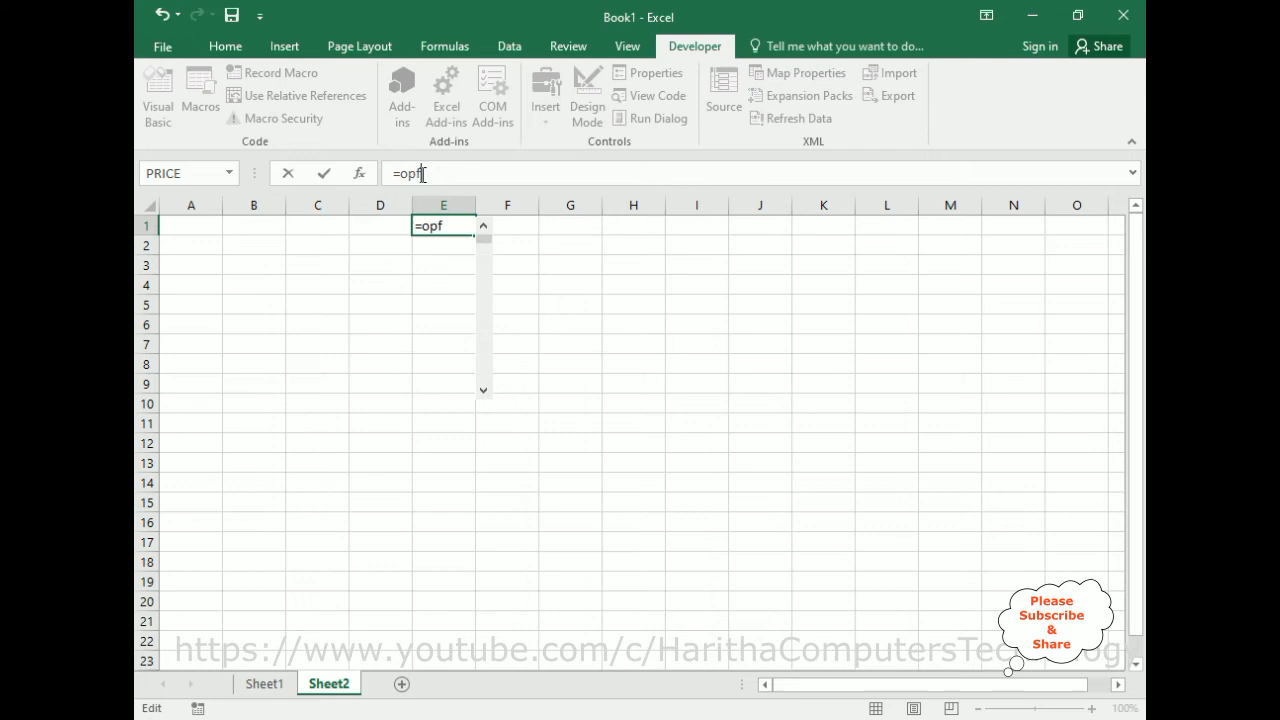 Book1 - Excel
File Home Insert Page Layout Formulas Data Review View Developer Tell me what you want to do... Sign in Share
Visual Basic
Macros
Record Macro
Use Relative References
Macro Security
Code
Add-ins
Excel Add-ins
COM Add-ins
Add-ins
Insert
Design Mode
Properties
View Code
Run Dialog
Controls
Source
Map Properties
Expansion Packs
Refresh Data
Import
Export
XML
PRICE fx =opf
A B C D E F G H I J K L M N O
1 =opf
2
3
4
5
6
7
8
9
10
11
12
13
14
15
16
17
18
19
20
21
22
23
Please
Subscribe
&
Share
https://www.youtube.com/c/HarithaComputersTechnology
Sheet1 Sheet2
Edit 100%